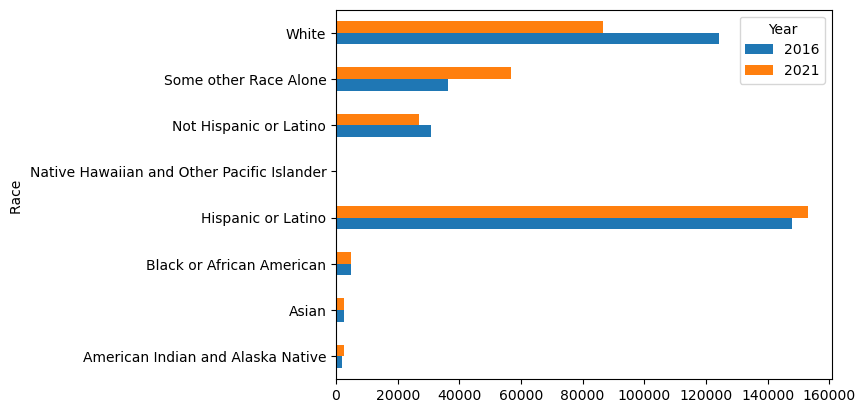 White
Some other Race Alone
Not Hispanic or Latino
Native Hawaiian and Other Pacific Islander
Hispanic or Latino
Black or African American
Asian
American Indian and Alaska Native
Race
Year
2016
2021
0 20000 40000 60000 80000 100000 120000 140000 160000